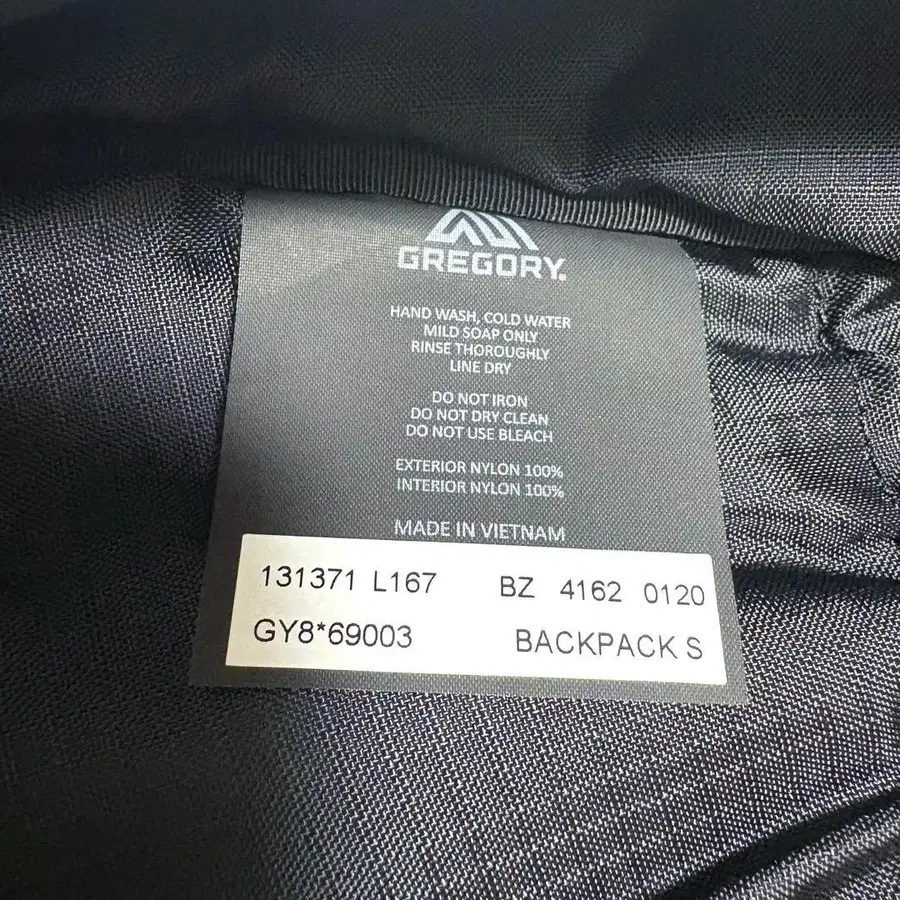 GREGORY.
HAND WASH, COLD WATER
MILD SOAP ONLY
RINSE THOROUGHLY
LINE DRY
DO NOT IRON
DO NOT DRY CLEAN
DO NOT USE BLEACH
EXTERIOR NYLON 100%
INTERIOR NYLON 100%
MADE IN VIETNAM
131371 L167 BZ 4162 0120
GY8*69003 BACKPACK S